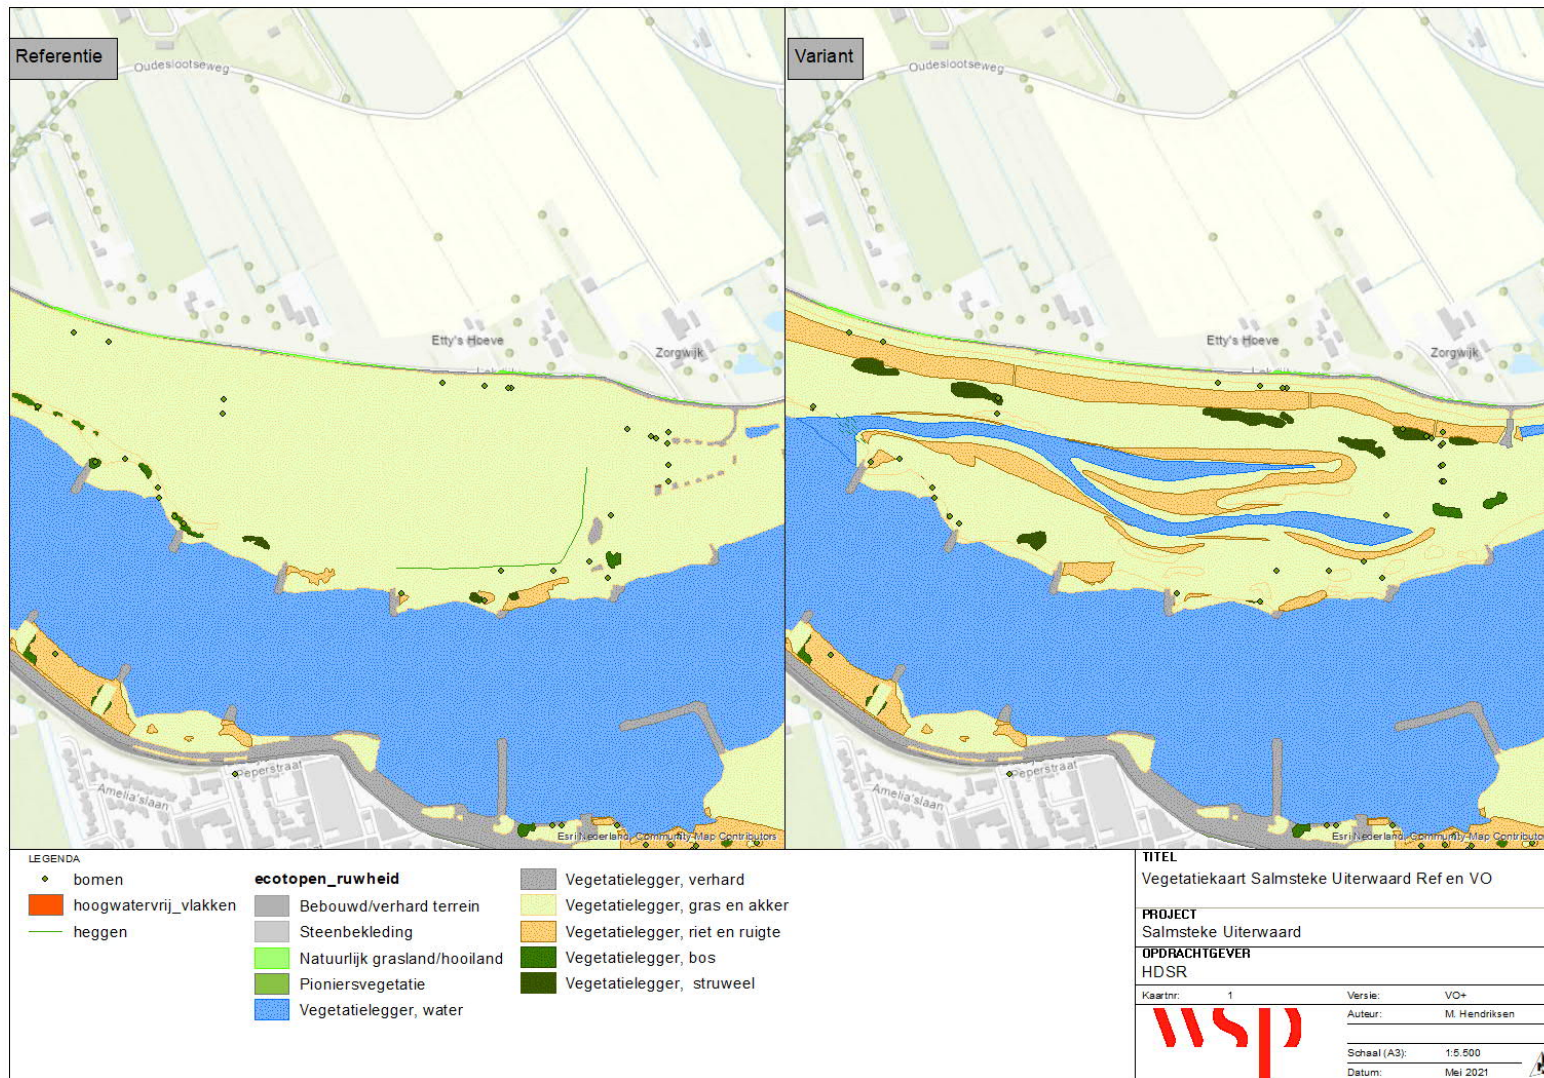 Referentie
Oudeslootseweg
Etty's Hoeve
Zorgwijk
Peperstraat
Amelia'slaan
Esri Nederland, Community Map Contributors
Variant
Oudeslootseweg
Etty's Hoeve
Zorgwijk
Peperstraat
Amelia'slaan
Esri Nederland, Community Map Contributors
LEGENDA
bomen
hoogwatervrij_vlakken
heggen
ecotopen_ruwheid
Bebouwd/verhard terrein
Steenbekleding
Natuurlijk grasland/hooiland
Pioniersvegetatie
Vegetatielegger, water
Vegetatielegger, verhard
Vegetatielegger, gras en akker
Vegetatielegger, riet en ruigte
Vegetatielegger, bos
Vegetatielegger, struweel
TITEL
Vegetatiekaart Salmsteke Uiterwaard Ref en VO
PROJECT
Salmsteke Uiterwaard
OPDRACHTGEVER
HDSR
Kaartnr: 1
Versie: VO+
Auteur: M. Hendriksen
wsp
Schaal (A3): 1:5.500
Datum: Mei 2021